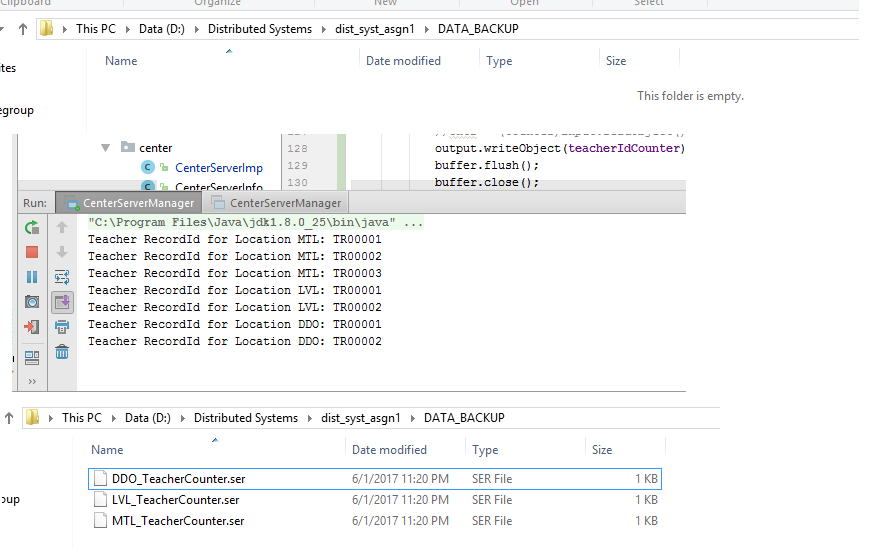 Clipboard Organize New Open Select
This PC Data (D:) Distributed Systems dist_syst_asgn1 DATA_BACKUP
Name Date modified Type Size
ites
This folder is empty.
egroup
center
128 output.writeObject(teacherIdCounter)
CenterServerImp
129 buffer.flush();
CenterServerInfo
130 buffer.close();
Run: CenterServerManager CenterServerManager
"C:\Program Files\Java\jdk1.8.0_25\bin\java" ...
Teacher RecordId for Location MTL: TR00001
Teacher RecordId for Location MTL: TR00002
Teacher RecordId for Location MTL: TR00003
Teacher RecordId for Location LVL: TR00001
Teacher RecordId for Location LVL: TR00002
Teacher RecordId for Location DDO: TR00001
Teacher RecordId for Location DDO: TR00002
This PC Data (D:) Distributed Systems dist_syst_asgn1 DATA_BACKUP
Name Date modified Type Size
DDO_TeacherCounter.ser 6/1/2017 11:20 PM SER File 1 KB
LVL_TeacherCounter.ser 6/1/2017 11:20 PM SER File 1 KB
oup
MTL_TeacherCounter.ser 6/1/2017 11:20 PM SER File 1 KB